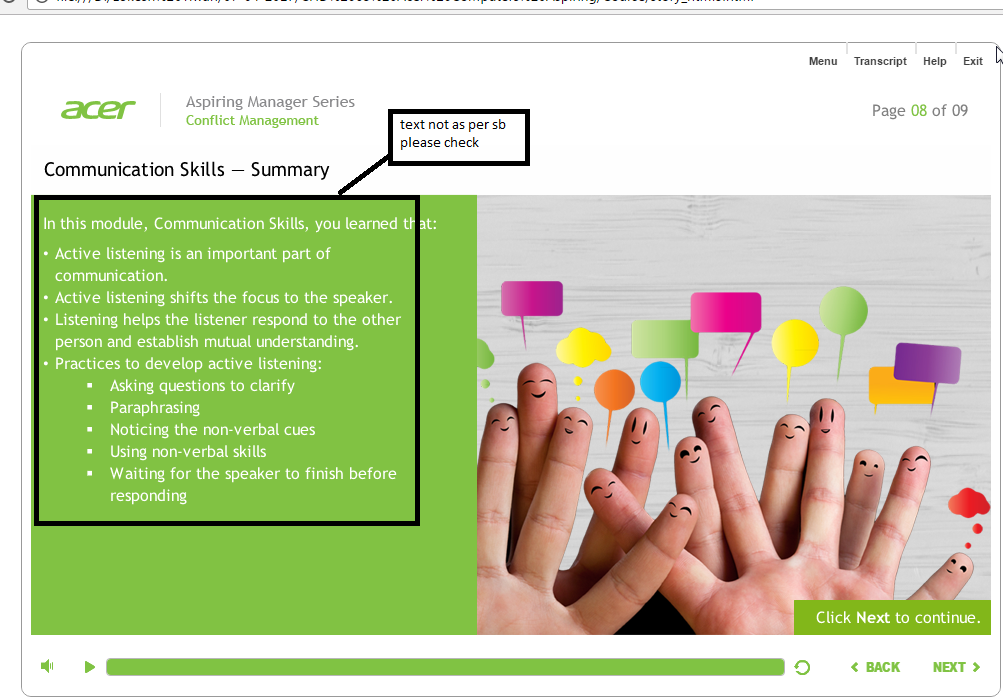 Menu Transcript Help Exit
acer
Aspiring Manager Series
Conflict Management
Page 08 of 09
text not as per sb
please check
Communication Skills — Summary
In this module, Communication Skills, you learned that:
• Active listening is an important part of
communication.
• Active listening shifts the focus to the speaker.
• Listening helps the listener respond to the other
person and establish mutual understanding.
• Practices to develop active listening:
▪ Asking questions to clarify
▪ Paraphrasing
▪ Noticing the non-verbal cues
▪ Using non-verbal skills
▪ Waiting for the speaker to finish before
responding
Click Next to continue.
BACK NEXT